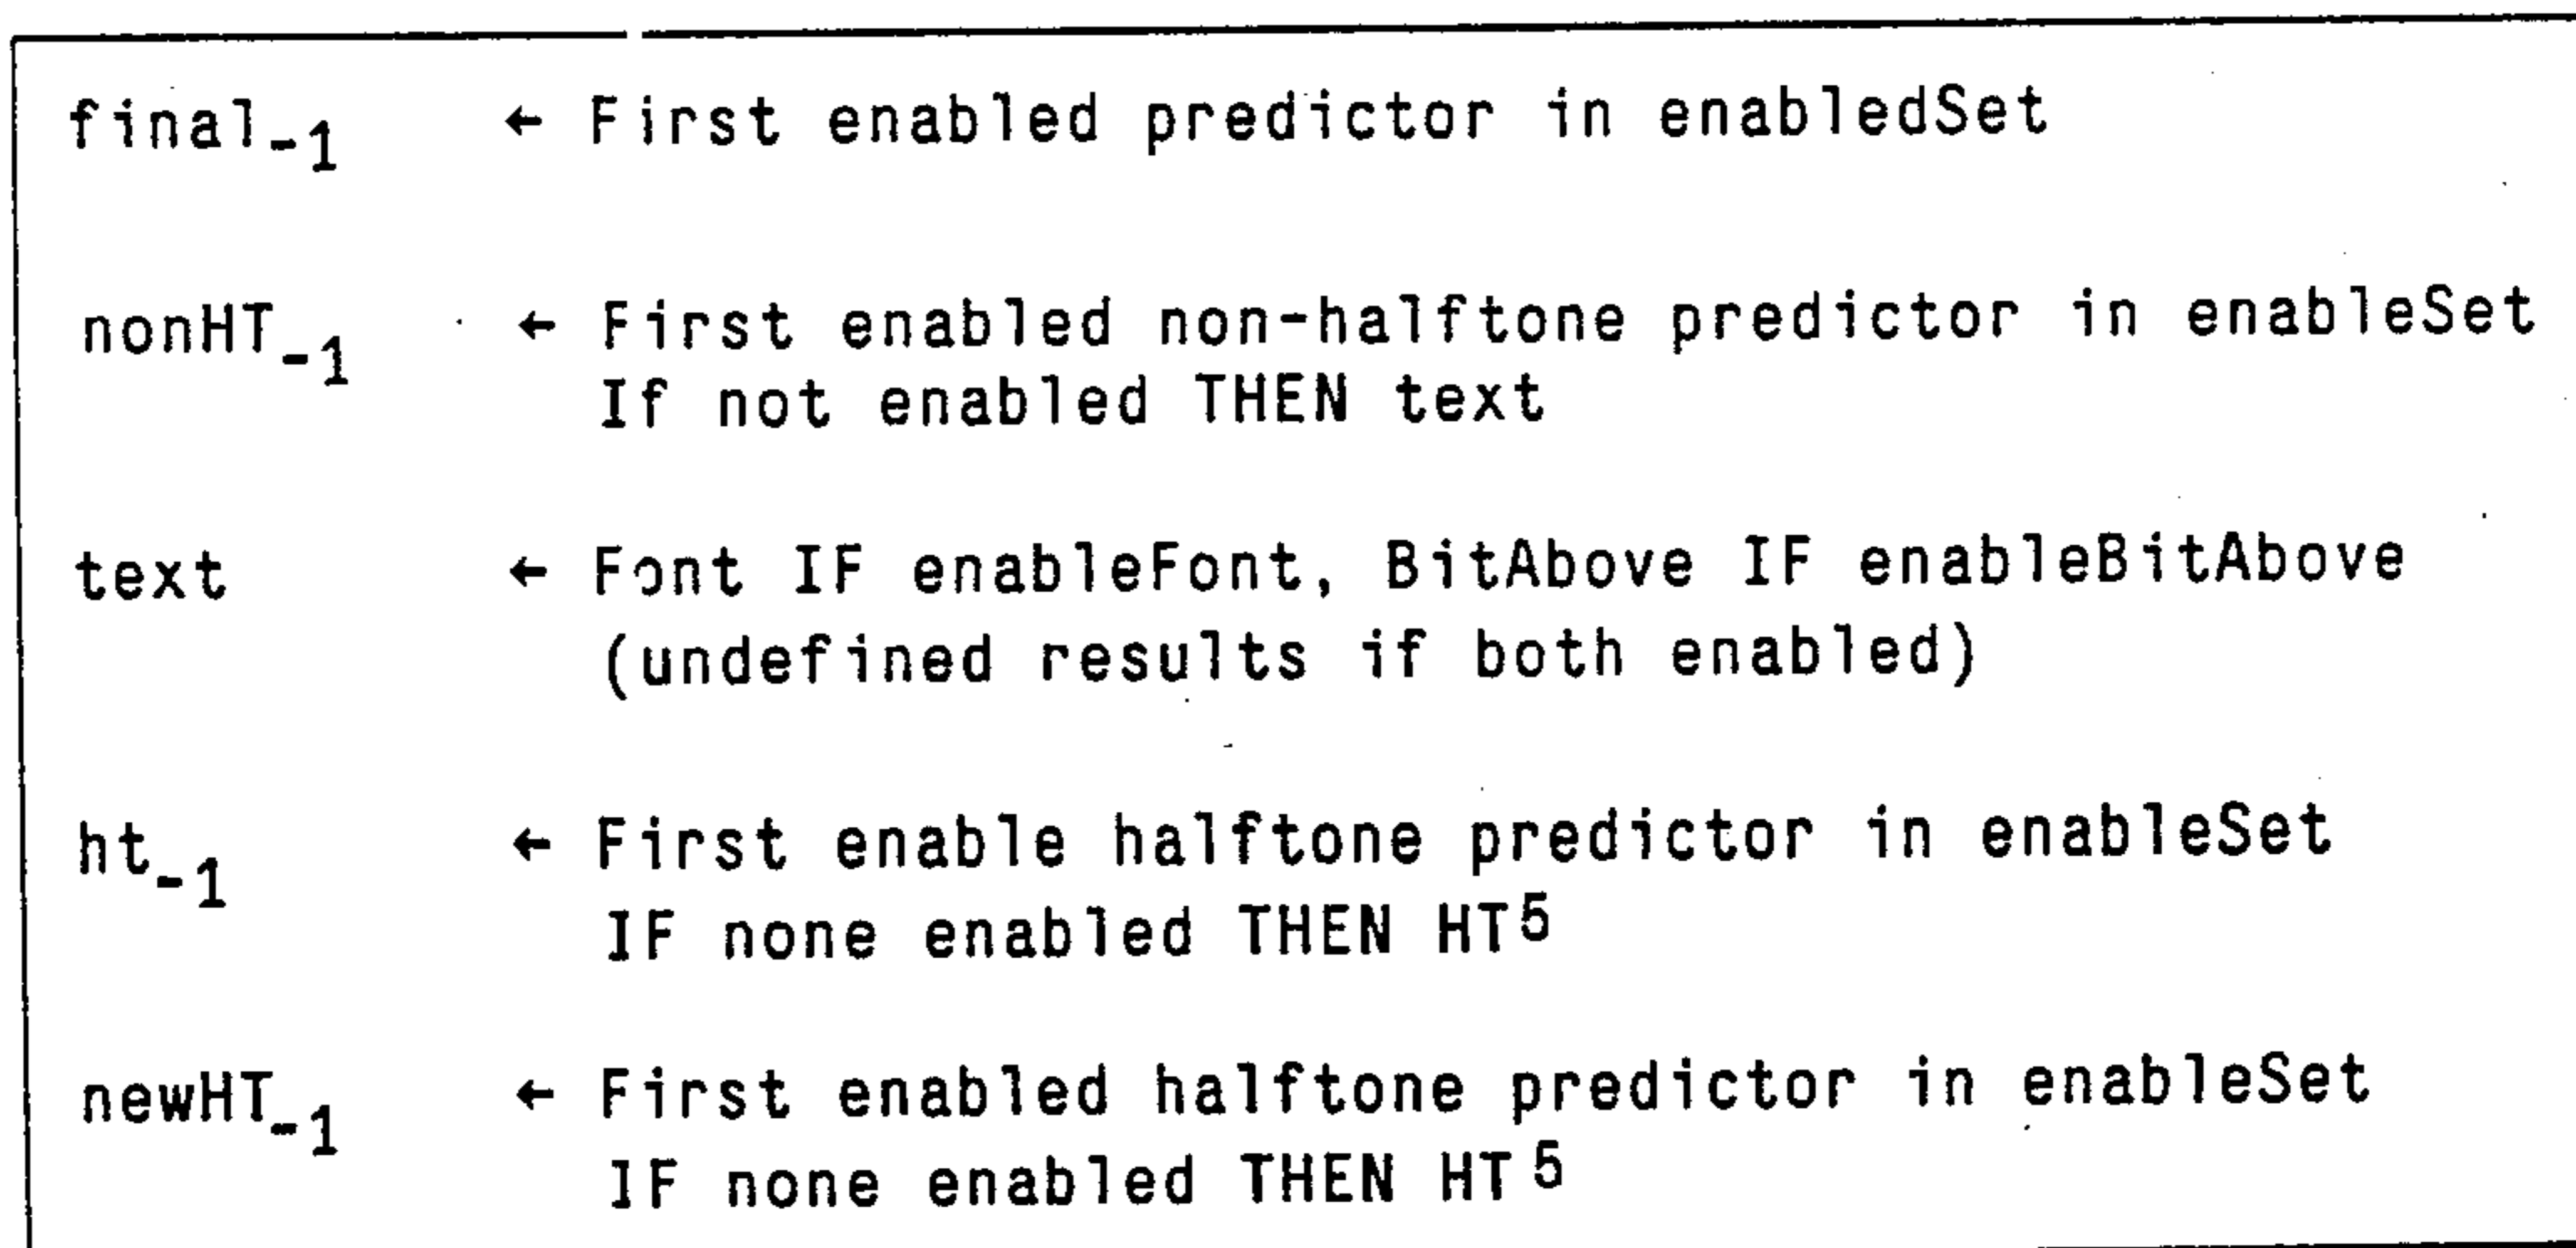 final₋₁ ← First enabled predictor in enabledSet
nonHT₋₁ ← First enabled non-halftone predictor in enableSet
If not enabled THEN text
text ← Font IF enableFont, BitAbove IF enableBitAbove
(undefined results if both enabled)
ht₋₁ ← First enable halftone predictor in enableSet
IF none enabled THEN HT5
newHT₋₁ ← First enabled halftone predictor in enableSet
IF none enabled THEN HT5